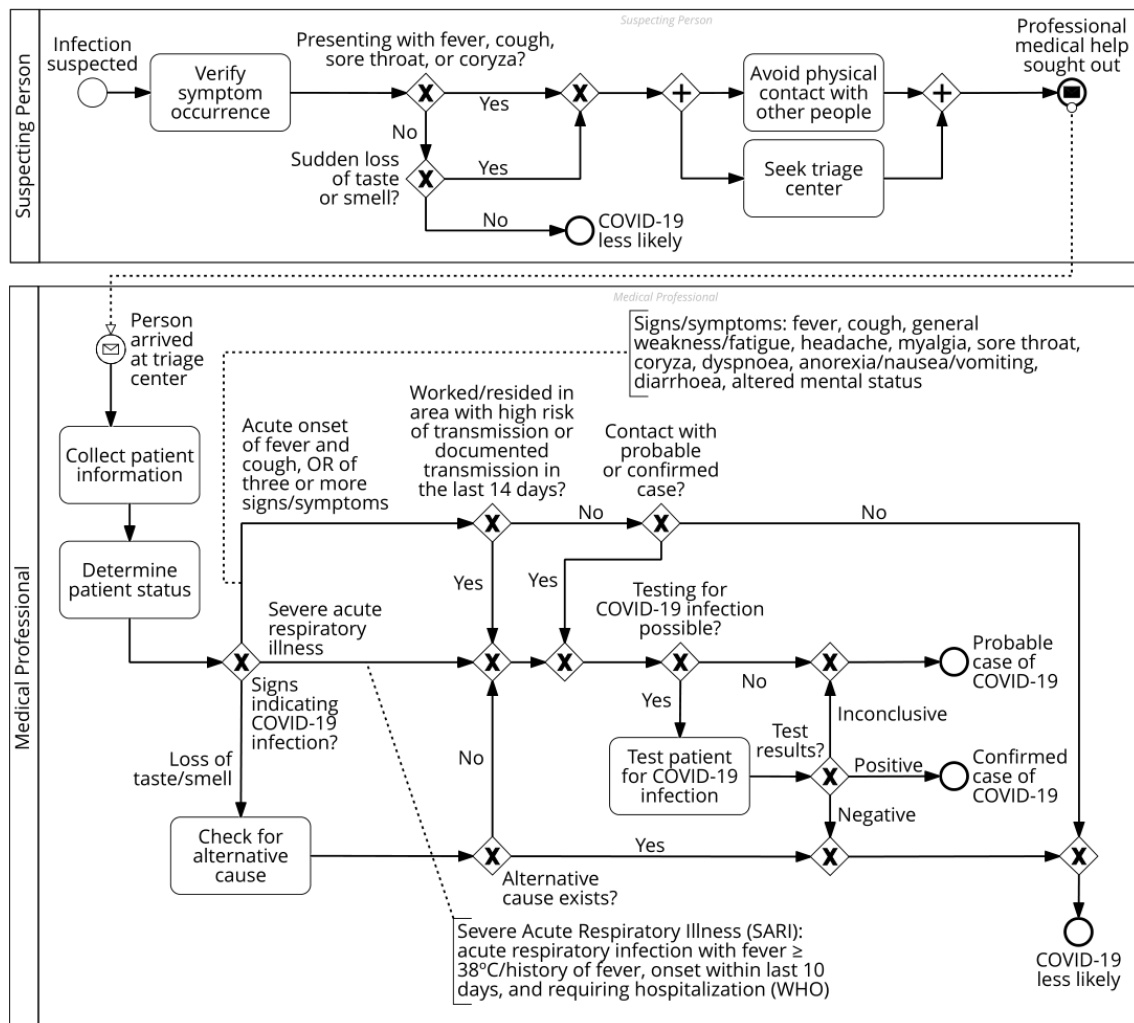 Suspecting Person
Suspecting Person
Infection
suspected
Verify
symptom
occurrence
Presenting with fever, cough,
sore throat, or coryza?
Yes
No
Sudden loss
of taste
or smell?
Yes
No
COVID-19
less likely
Avoid physical
contact with
other people
Seek triage
center
Professional
medical help
sought out
Medical Professional
Medical Professional
Person
arrived
at triage
center
Signs/symptoms: fever, cough, general
weakness/fatigue, headache, myalgia, sore throat,
coryza, dyspnoea, anorexia/nausea/vomiting,
diarrhoea, altered mental status
Collect patient
information
Determine
patient status
Acute onset
of fever and
cough, OR of
three or more
signs/symptoms
Worked/resided in
area with high risk
of transmission or
documented
transmission in
the last 14 days?
No
Yes
Contact with
probable
or confirmed
case?
No
Yes
Severe acute
respiratory
illness
Signs
indicating
COVID-19
infection?
Loss of
taste/smell
Testing for
COVID-19 infection
possible?
No
Yes
Probable
case of
COVID-19
Inconclusive
Test patient
for COVID-19
infection
Test
results?
Positive
Confirmed
case of
COVID-19
Negative
No
Check for
alternative
cause
Alternative
cause exists?
Yes
COVID-19
less likely
Severe Acute Respiratory Illness (SARI):
acute respiratory infection with fever ≥
38ºC/history of fever, onset within last 10
days, and requiring hospitalization (WHO)